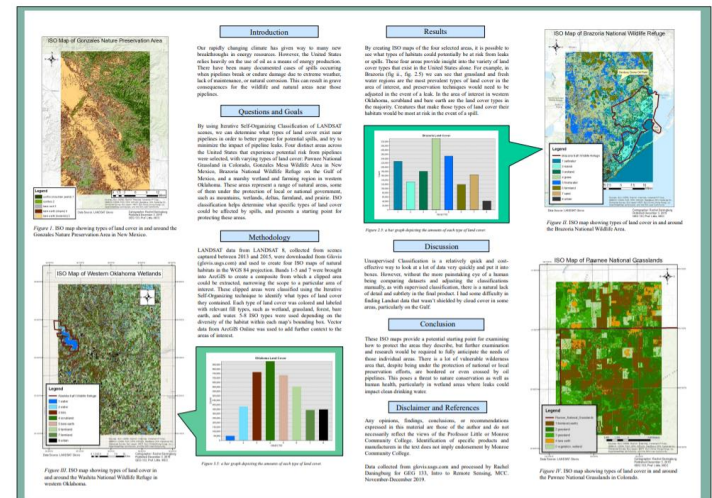 ISO Map of Gonzales Nature Preservation Area
Legend
Figure I. ISO map showing types of land cover in and around the
Gonzales Nature Preservation Area in New Mexico.
ISO Map of Western Oklahoma Wetlands
Legend
Figure III. ISO map showing types of land cover in
and around the Washita National Wildlife Refuge in
western Oklahoma.
Introduction
Our rapidly changing climate has given way to many new
breakthroughs in energy resources. However, the United States
relies heavily on the use of oil as a means of energy production.
There have been many documented cases of spills occurring
when pipelines break or endure damage due to extreme weather,
lack of maintenance, or natural corrosion. This can result in grave
consequences for the wildlife and natural areas near those
pipelines.
Questions and Goals
By using Iterative Self-Organizing Classification of LANDSAT
scenes, we can determine what types of land cover exist near
pipelines in order to better prepare for potential spills, and try to
minimize the impact of pipeline leaks. Four distinct areas across
the United States that experience potential risk from pipelines
were selected, with varying types of land cover: Pawnee National
Grassland in Colorado, Gonzales Mesa Wildlife Area in New
Mexico, Brazoria National Wildlife Refuge on the Gulf of
Mexico, and a marshy wetland and farming region in western
Oklahoma. These areas represent a range of natural areas, some
of them under the protection of local or national government,
such as mountains, wetlands, deltas, farmland, and prairie. ISO
classification helps determine what specific types of land cover
could be affected by spills, and presents a starting point for
protecting these areas.
Methodology
LANDSAT data from LANDSAT 8, collected from scenes
captured between 2013 and 2015, were downloaded from Glovis
(glovis.usgs.com) and used to create four ISO maps of natural
habitats in the WGS 84 projection. Bands 1-5 and 7 were brought
into ArcGIS to create a composite from which a clipped area
could be extracted, narrowing the scope to a particular area of
interest. These clipped areas were classified using the Iterative
Self-Organizing technique to identify what types of land cover
they contained. Each type of land cover was colored and labeled
with relevant fill types, such as wetland, grassland, forest, bare
earth, and water. 5-8 ISO types were used depending on the
diversity of the habitat within each map's bounding box. Vector
data from ArcGIS Online was used to add further context to the
areas of interest.
Oklahoma Land Cover
Figure 3.5 a bar graph depicting the amounts of each type of land cover
Results
By creating ISO maps of the four selected areas, it is possible to
see what types of habitats could potentially be at risk from leaks
or spills. These four areas provide insight into the variety of land
cover types that exist in the United States alone. For example, in
Brazoria (fig ii., fig. 2.5) we can see that grassland and fresh
water regions are the most prevalent types of land cover in the
area of interest, and preservation techniques would need to be
adjusted in the event of a leak. In the area of interest in western
Oklahoma, scrubland and bare earth are the land cover types in
the majority. Creatures that make those types of land cover their
habitats would be most at risk in the event of a spill.
Brazoria Land Cover
Figure 2.5 a bar graph depicting the amounts of each type of land cover
Discussion
Unsupervised Classification is a relatively quick and cost-
effective way to look at a lot of data very quickly and put it into
boxes. However, without the more painstaking eye of a human
being comparing datasets and adjusting the classifications
manually, as with supervised classification, there is a natural lack
of detail and subtlety in the final product. I had some difficulty in
finding Landsat data that wasn't shielded by cloud cover in some
areas, particularly on the Gulf.
Conclusion
These ISO maps provide a potential starting point for examining
how to protect the areas they describe, but further examination
and research would be required to fully anticipate the needs of
those individual areas. There is a lot of vulnerable wilderness
area that, despite being under the protection of national or local
preservation efforts, are bordered or even crossed by oil
pipelines. This poses a threat to nature conservation as well as
human health, particularly in wetland areas where leaks could
impact clean drinking water.
Disclaimer and References
Any opinions, findings, conclusions, or recommendations
expressed in this material are those of the author and do not
necessarily reflect the views of the Professor Little or Monroe
Community College. Identification of specific products and
manufacturers in the text does not imply endorsement by Monroe
Community College.
Data collected from glovis.usgs.com and processed by Rachel
for GEG 133, Intro to Remote Sensing, MCC.
November-December 2019.
ISO Map of Brazoria National Wildlife Refuge
Legend
Figure II. ISO map showing types of land cover in and around
the Brazoria National Wildlife Area.
ISO Map of Pawnee National Grasslands
Legend
Figure IV. ISO map showing types of land cover in and around
the Pawnee National Grasslands in Colorado.